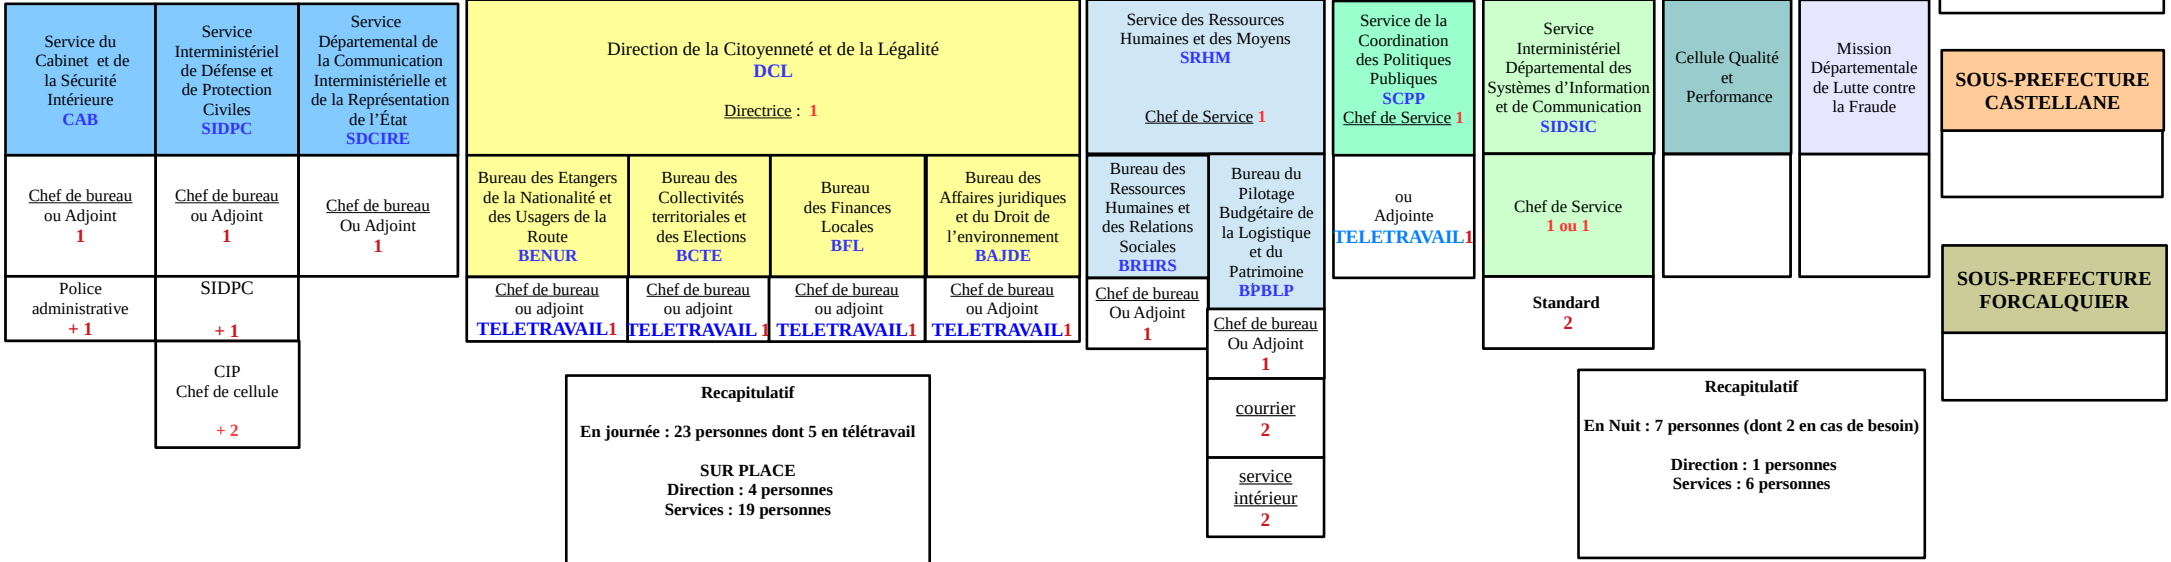 Service du
Cabinet et de
la Sécurité
Intérieure
CAB
Service
Interministériel
de Défense et
de Protection
Civiles
SIDPC
Service
Départemental de
la Communication
Interministérielle et
de la Représentation
de l'État
SDCIRE
Direction de la Citoyenneté et de la Légalité
DCL
Directrice : 1
Service des Ressources
Humaines et des Moyens
SRHM
Chef de Service 1
Service de la
Coordination
des Politiques
Publiques
SCPP
Chef de Service 1
Service
Interministériel
Départemental des
Systèmes d'Information
et de Communication
SIDSIC
Cellule Qualité
et
Performance
Mission
Départementale
de Lutte contre
la Fraude
SOUS-PREFECTURE
CASTELLANE
Chef de bureau
ou Adjoint
1
Chef de bureau
ou Adjoint
1
Chef de bureau
Ou Adjoint
1
Bureau des Etangers
de la Nationalité et
des Usagers de la
Route
BENUR
Bureau des
Collectivités
territoriales et
des Elections
BCTE
Bureau
des Finances
Locales
BFL
Bureau des
Affaires juridiques
et du Droit de
l'environnement
BAJDE
Bureau des
Ressources
Humaines et
des Relations
Sociales
BRHRS
Bureau du
Pilotage
Budgétaire de
la Logistique
et du
Patrimoine
BPBLP
ou
Adjointe
TELETRAVAIL1
Chef de Service
1 ou 1
SOUS-PREFECTURE
FORCALQUIER
Police
administrative
+ 1
SIDPC
+ 1
Chef de bureau
ou adjoint
TELETRAVAIL1
Chef de bureau
ou adjoint
TELETRAVAIL 1
Chef de bureau
ou adjoint
TELETRAVAIL1
Chef de bureau
ou Adjoint
TELETRAVAIL1
Chef de bureau
Ou Adjoint
1
Chef de bureau
Ou Adjoint
1
Standard
2
CIP
Chef de cellule
+ 2
courrier
2
service
intérieur
2
Recapitulatif
En journée : 23 personnes dont 5 en télétravail
SUR PLACE
Direction : 4 personnes
Services : 19 personnes
Recapitulatif
En Nuit : 7 personnes (dont 2 en cas de besoin)
Direction : 1 personnes
Services : 6 personnes